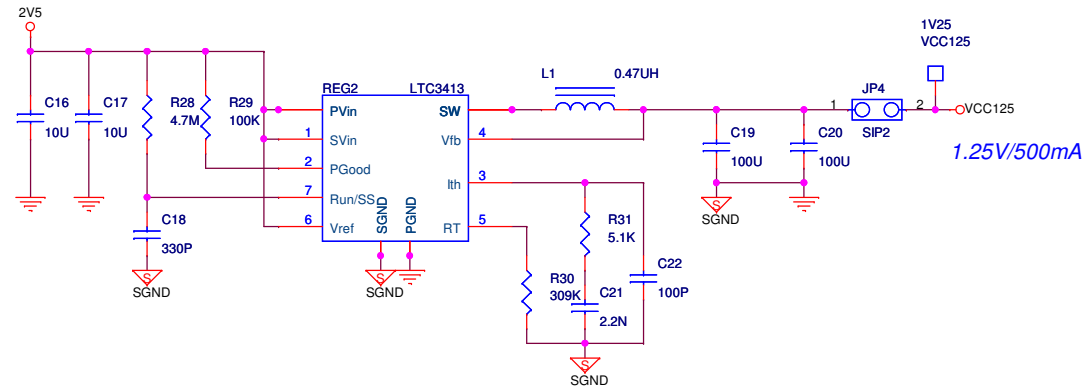 2V5
1V25
VCC125
C16
10U
C17
10U
R28
4.7M
R29
100K
REG2
LTC3413
PVin
SW
1
SVin
Vfb
4
2
PGood
Ith
3
7
Run/SS
6
Vref
SGND
PGND
RT
5
C18
330P
SGND
SGND
L1
0.47UH
C19
100U
C20
100U
SGND
1
JP4
2
SIP2
VCC125
1.25V/500mA
R31
5.1K
R30
309K
C21
2.2N
C22
100P
SGND
S
S
S
S